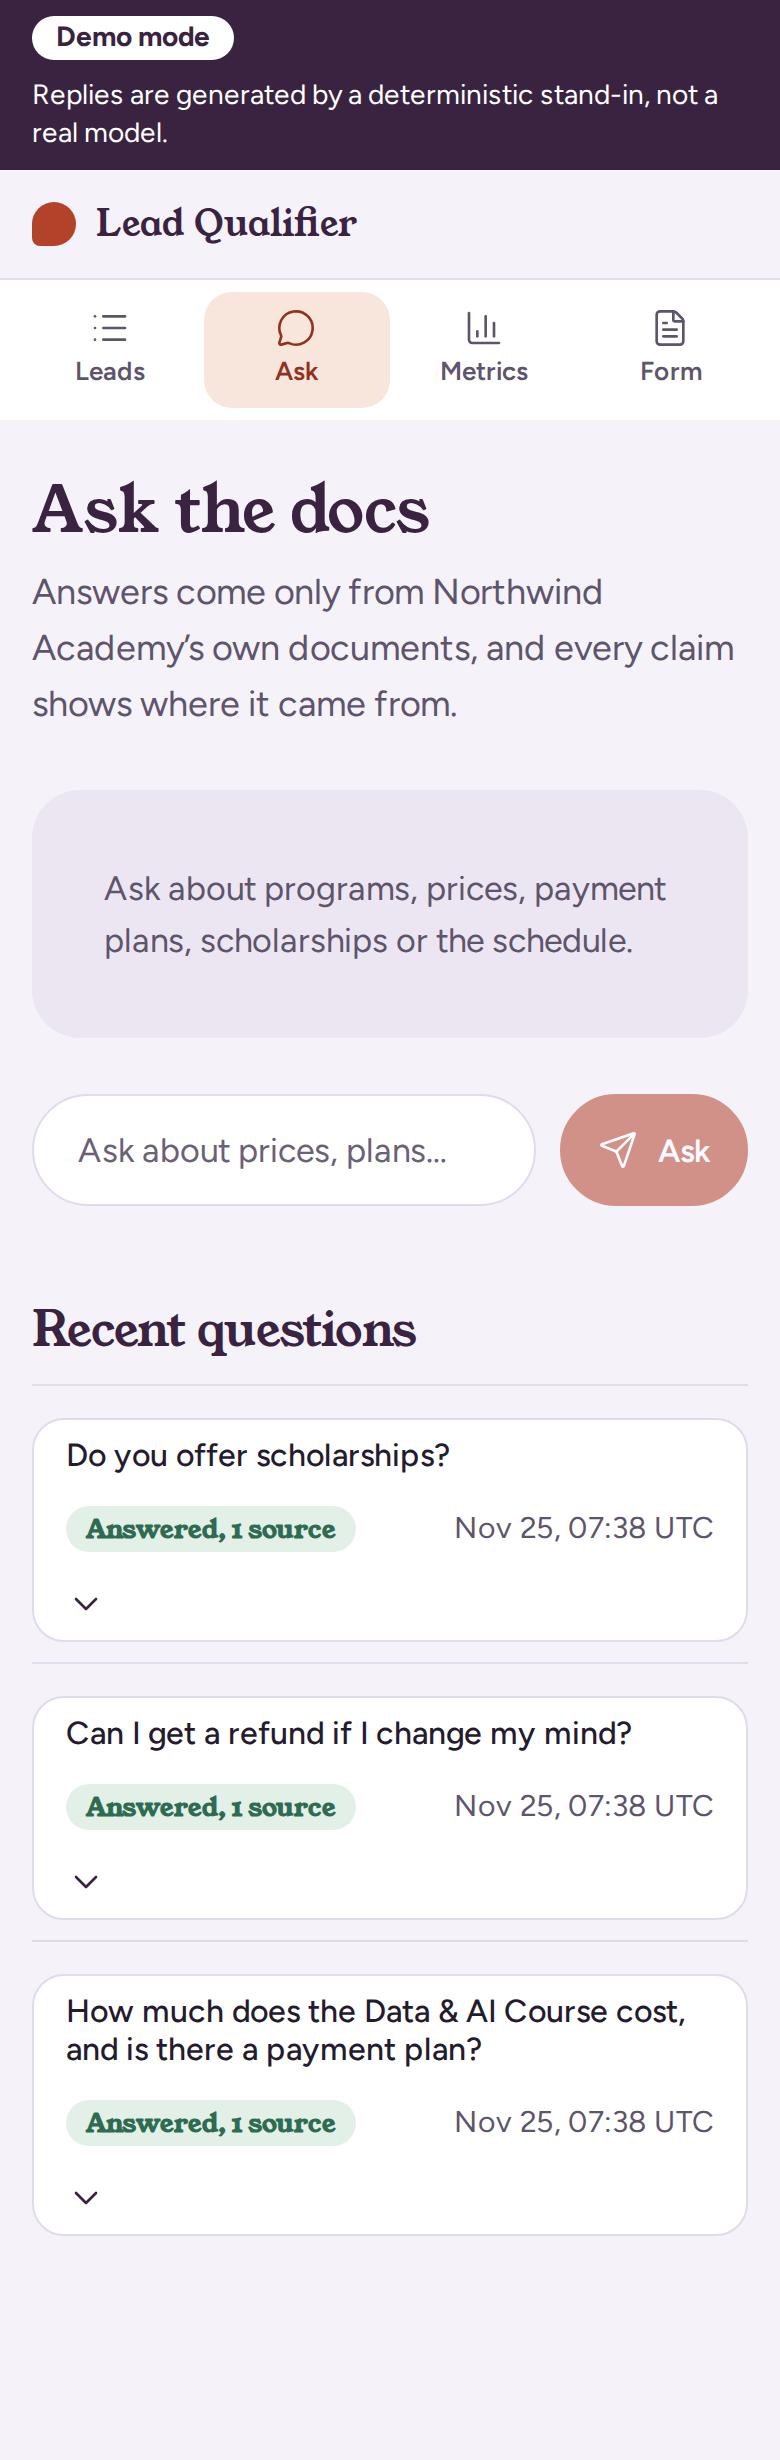 Demo mode
Replies are generated by a deterministic stand-in, not a
real model.
Lead Qualifier
Leads
Ask
Metrics
Form
Ask the docs
Answers come only from Northwind
Academy’s own documents, and every claim
shows where it came from.
Ask about programs, prices, payment
plans, scholarships or the schedule.
Ask about prices, plans...
Ask
Recent questions
Do you offer scholarships?
Answered, 1 source
Nov 25, 07:38 UTC
Can I get a refund if I change my mind?
Answered, 1 source
Nov 25, 07:38 UTC
How much does the Data & AI Course cost,
and is there a payment plan?
Answered, 1 source
Nov 25, 07:38 UTC